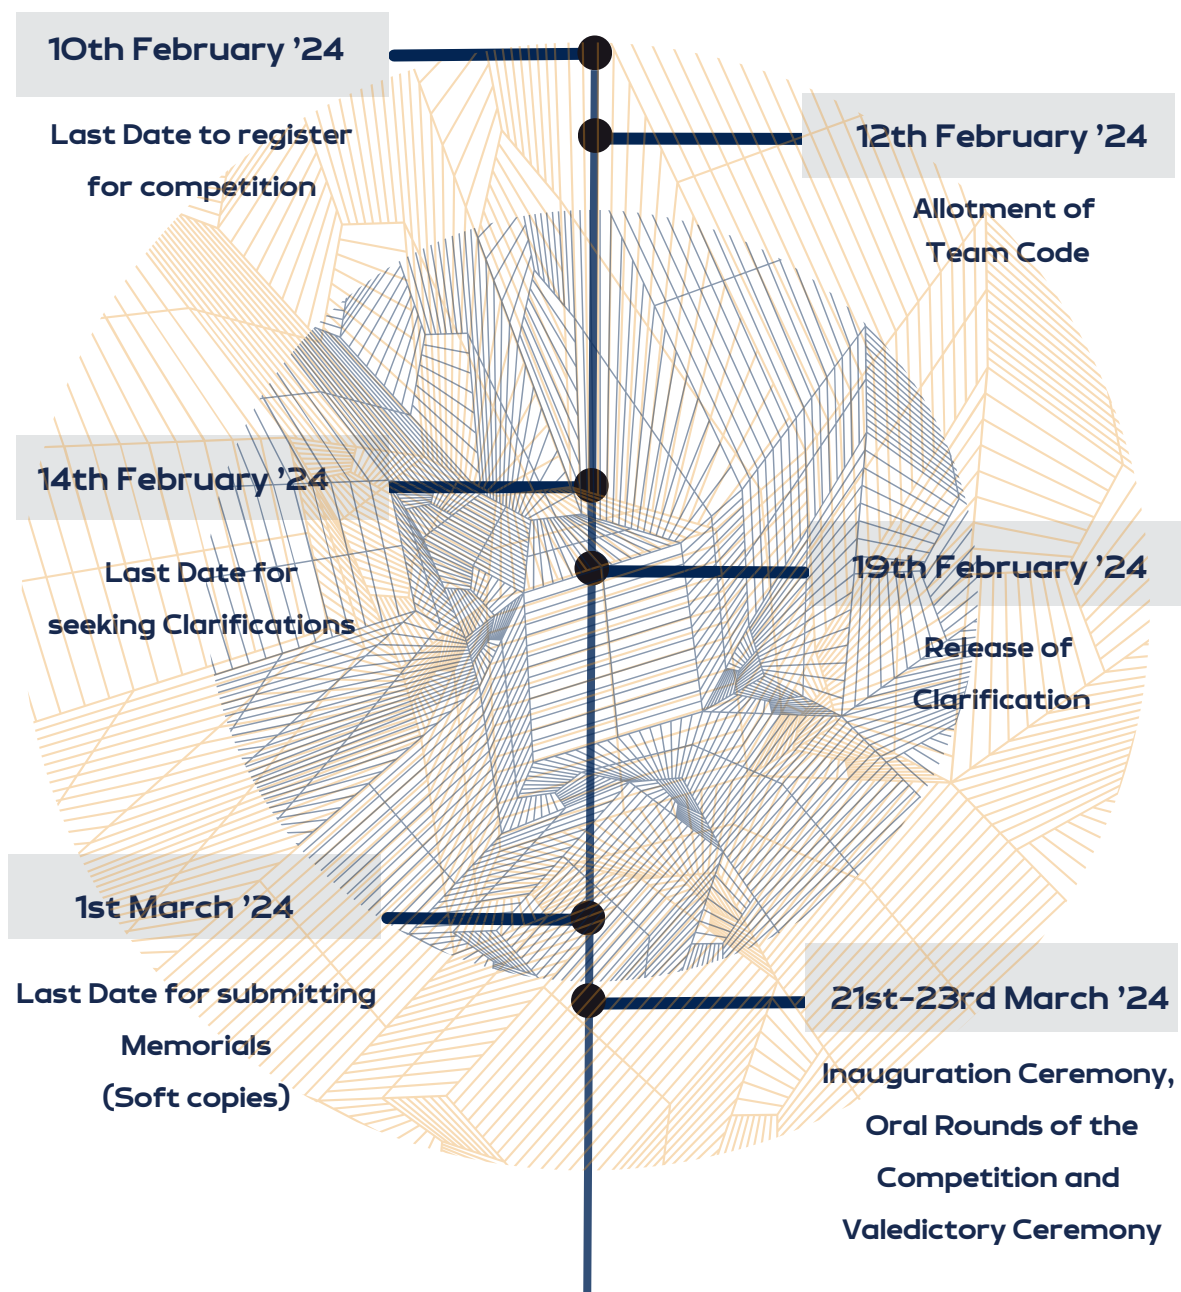 10th February ’24
Last Date to register
for competition
12th February ’24
Allotment of
Team Code
14th February ’24
Last Date for
seeking Clarifications
19th February ’24
Release of
Clarification
1st March ’24
Last Date for submitting
Memorials
(Soft copies)
21st-23rd March ’24
Inauguration Ceremony,
Oral Rounds of the
Competition and
Valedictory Ceremony